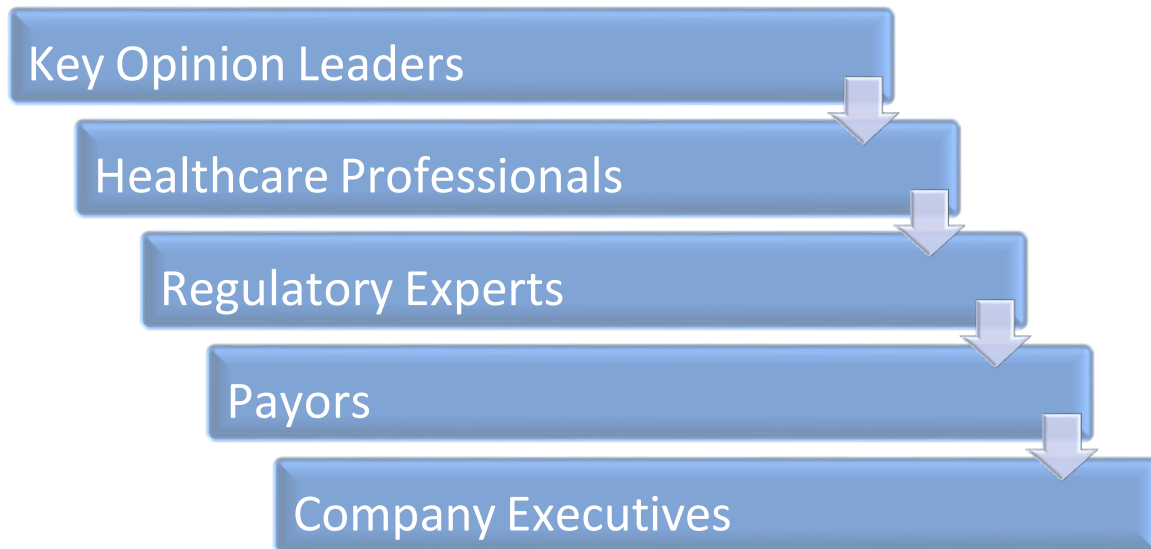 Key Opinion Leaders
Healthcare Professionals
Regulatory Experts
Payors
Company Executives